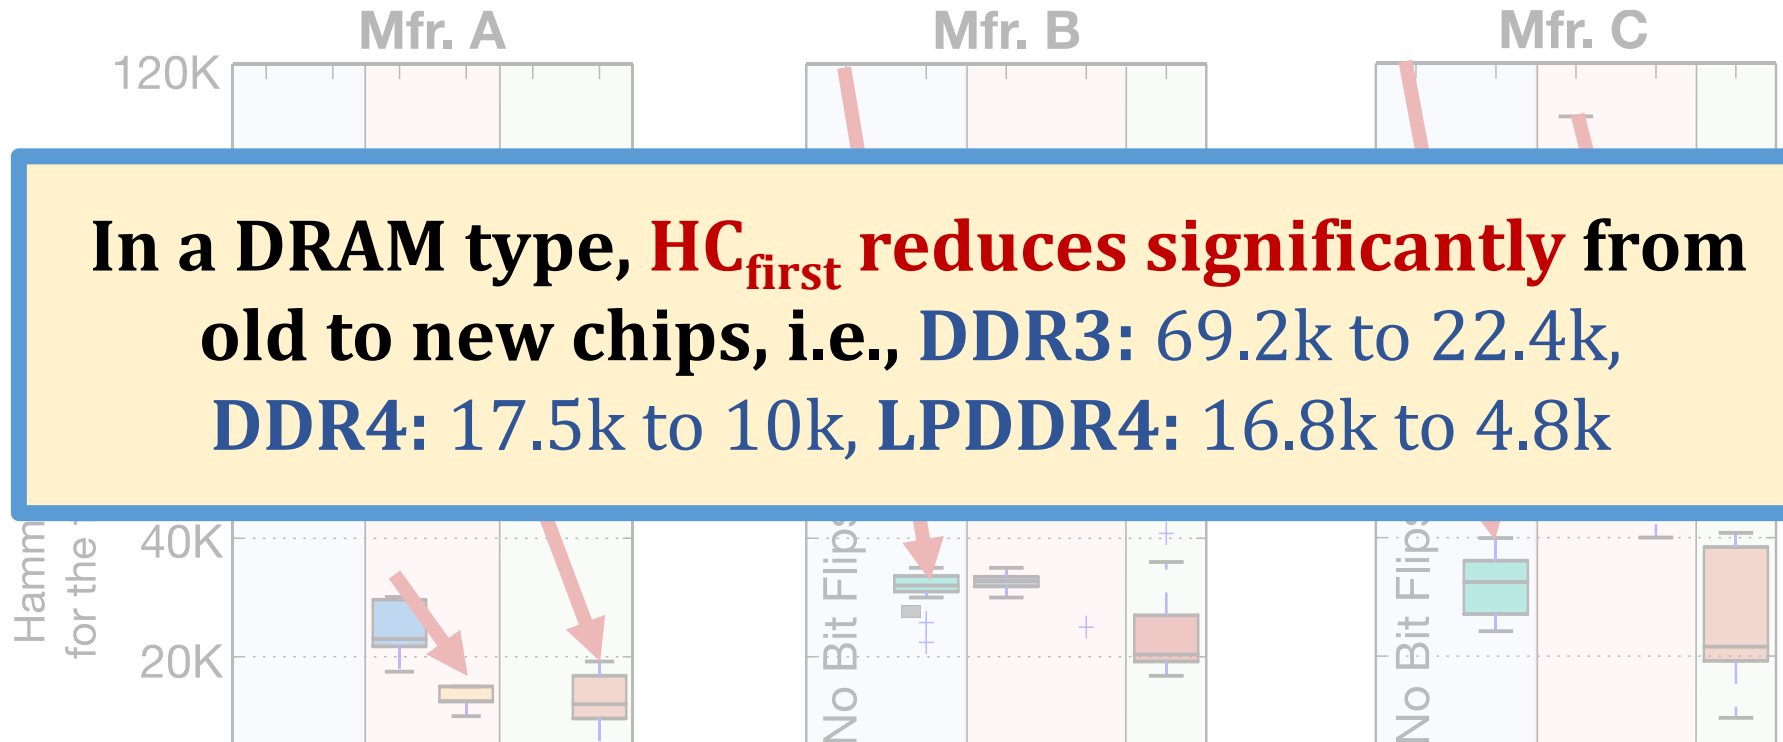 Mfr. A
Mfr. B
Mfr. C
120K
In a DRAM type, HCfirst reduces significantly from
old to new chips, i.e., DDR3: 69.2k to 22.4k,
DDR4: 17.5k to 10k, LPDDR4: 16.8k to 4.8k
for the
40K
20K
No Bit Flips
No Bit Flips